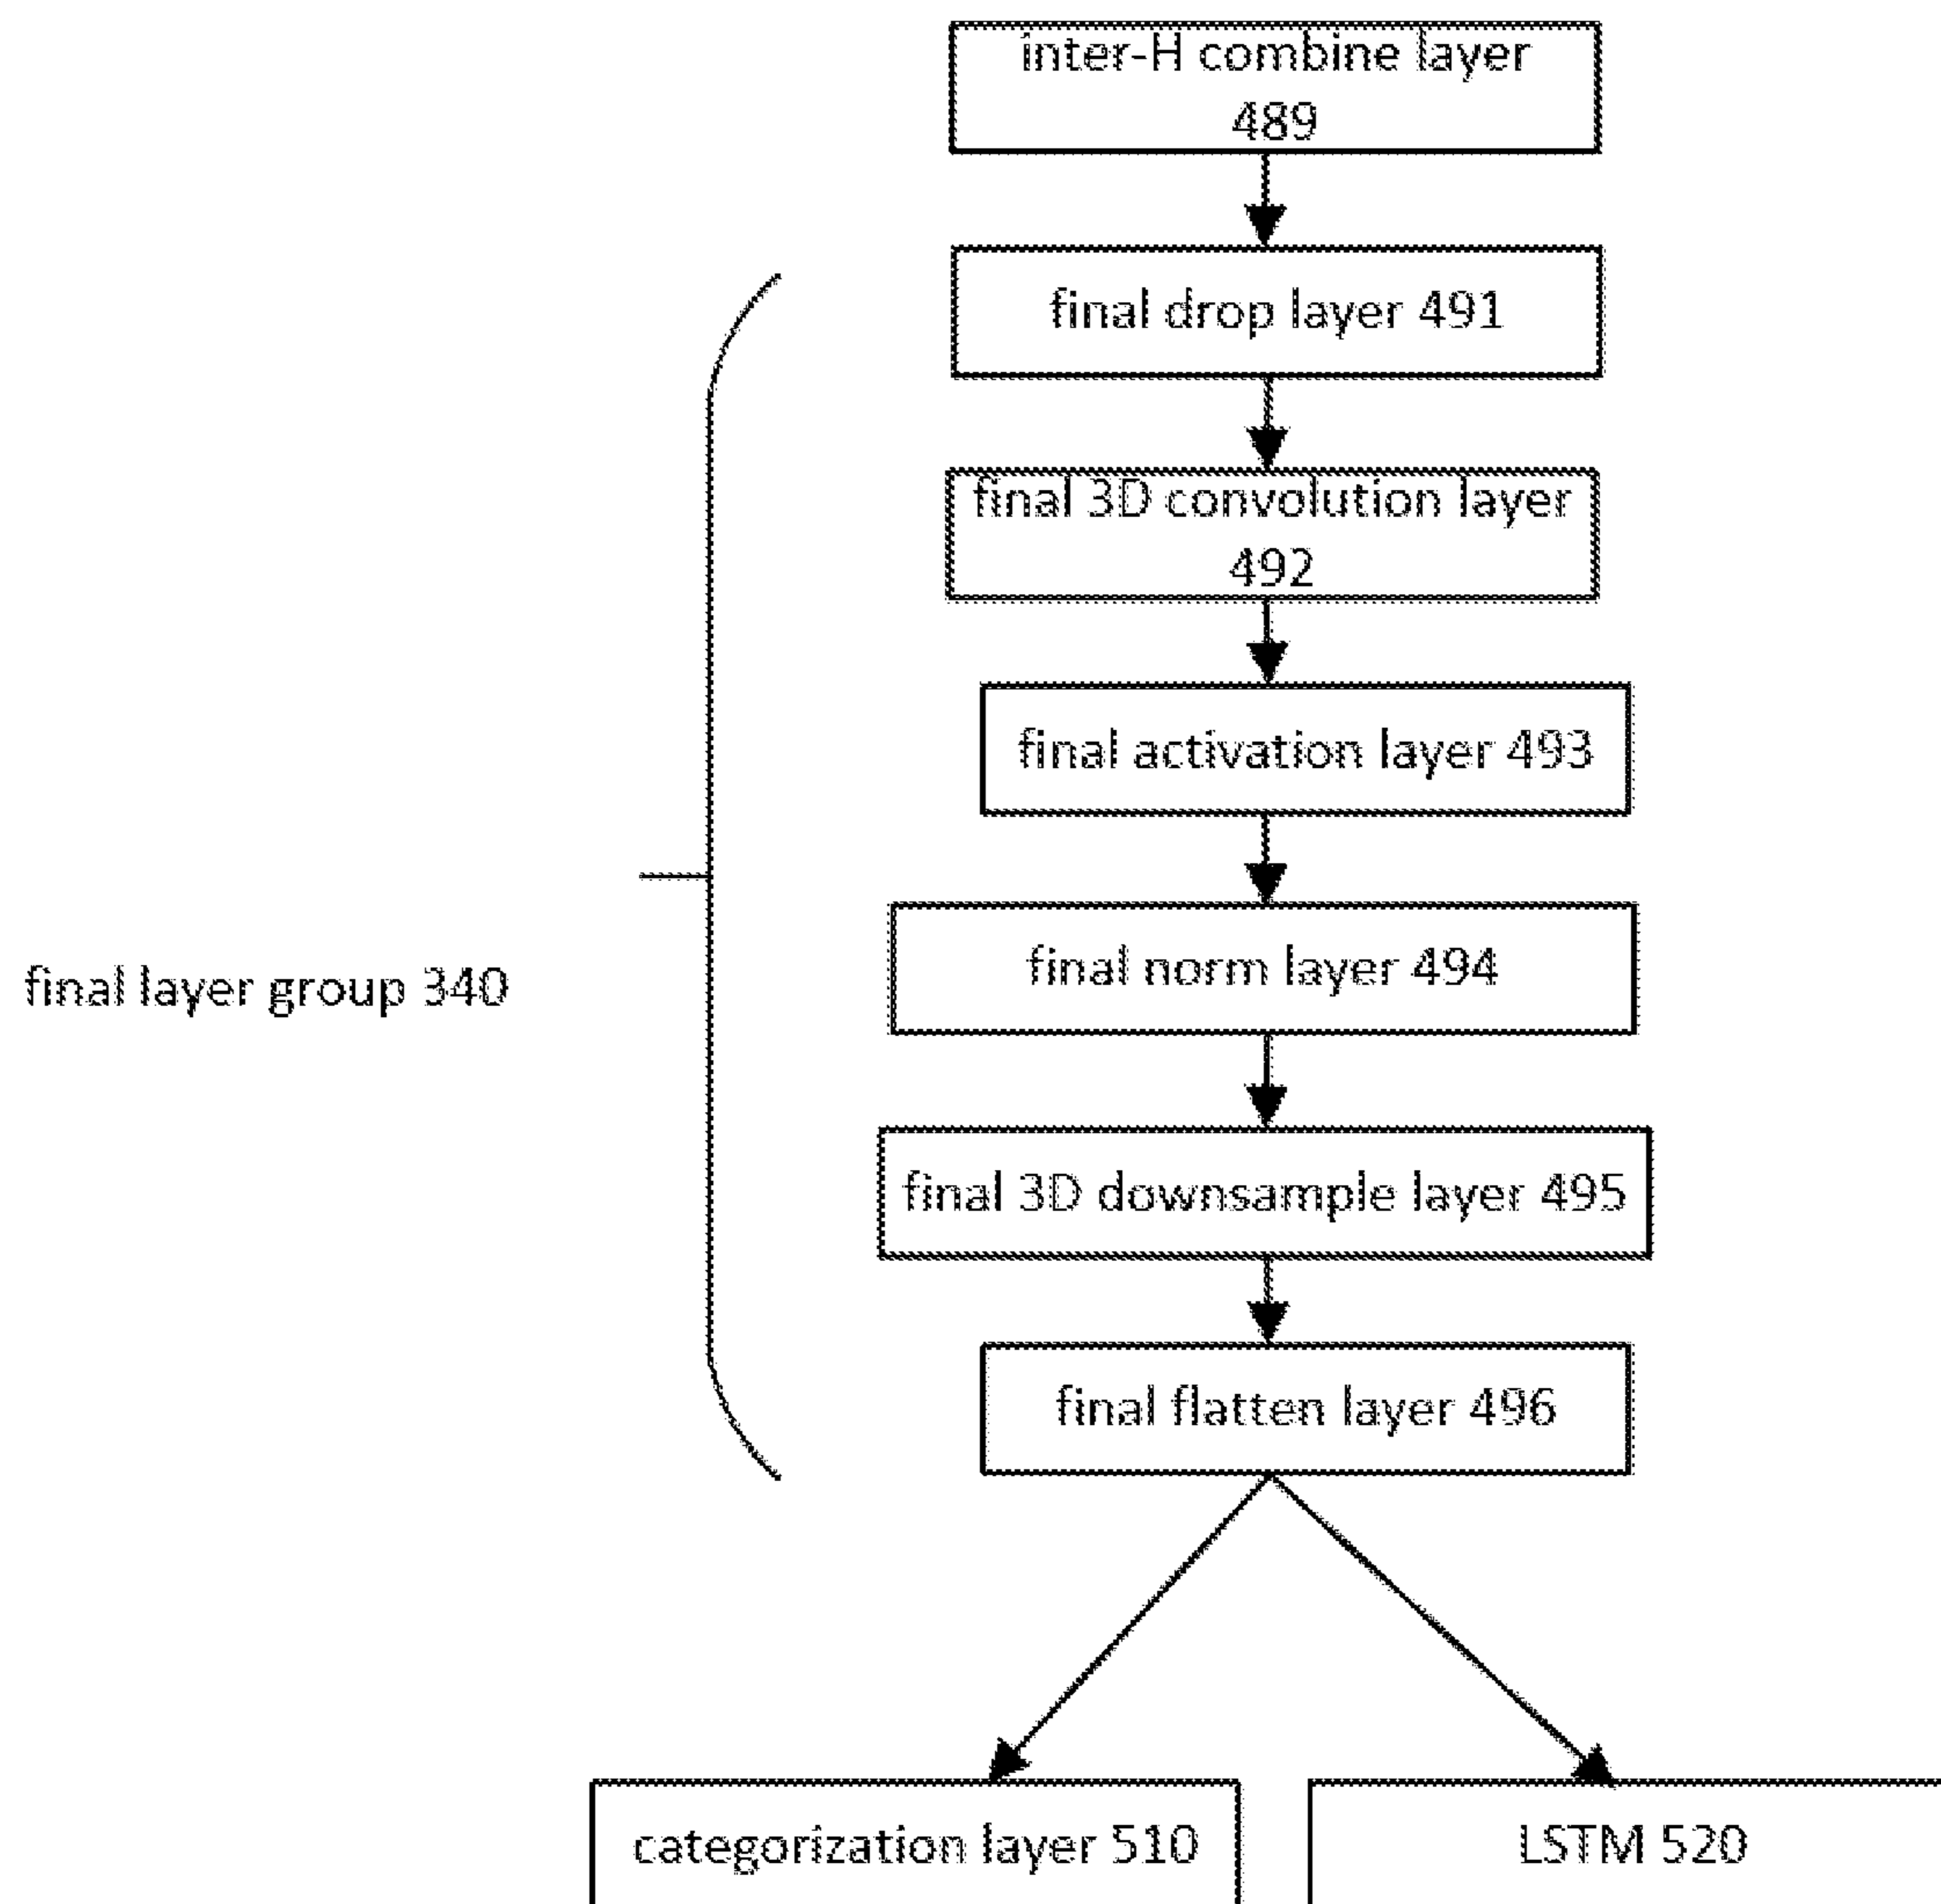 inter-H combine layer
489
final drop layer 491
final 3D convolution layer
492
final activation layer 493
final norm layer 494
final layer group 340
final 3D downsample layer 495
final flatten layer 496
categorization layer 510
LSTM 520